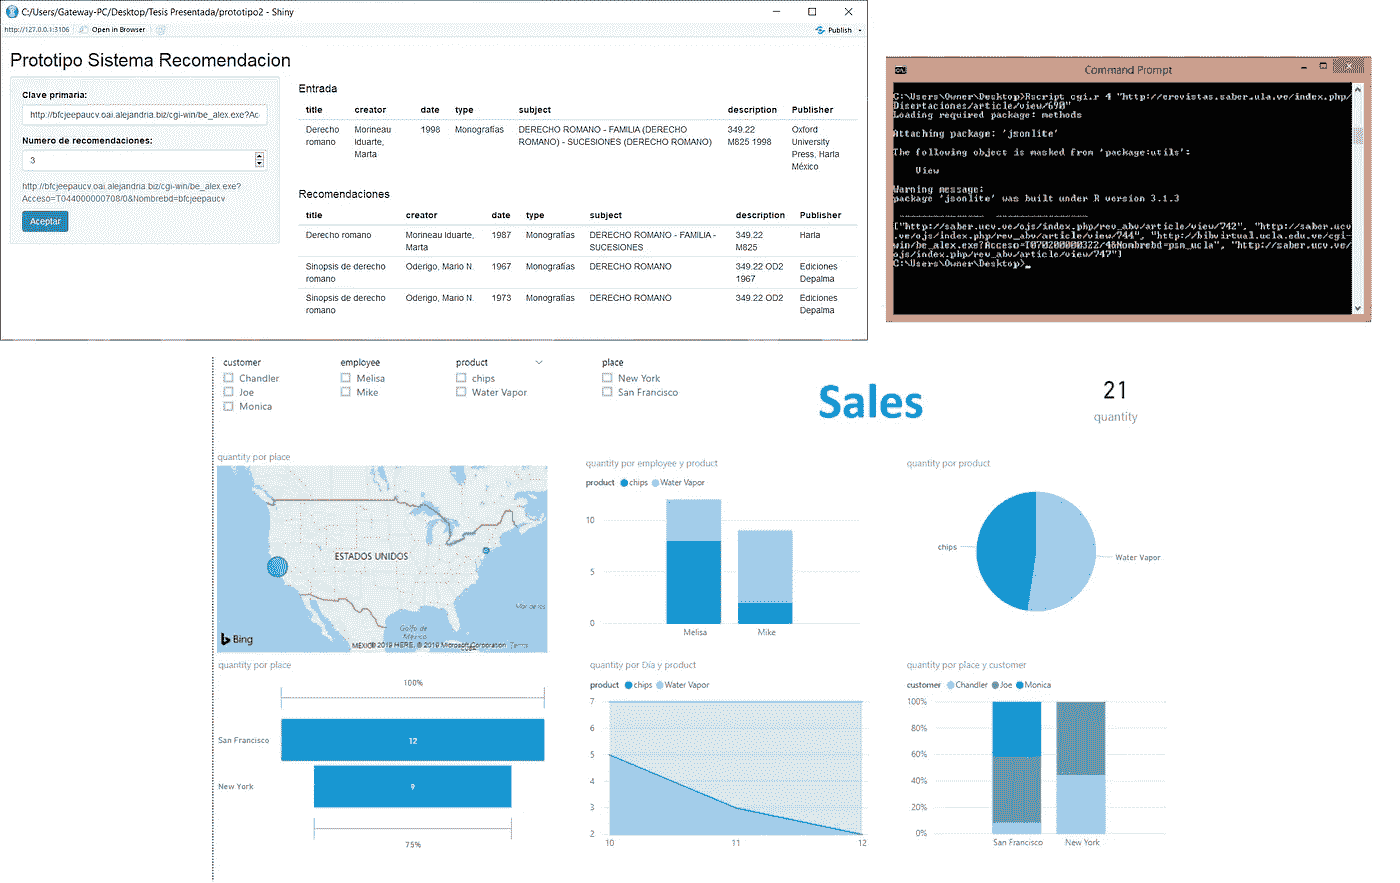 C:/Users/Gateway-PC/Desktop/Tesis Presentada/prototipo2 - Shiny
http://127.0.0.1:3106 Open in Browser Publish
Prototipo Sistema Recomendacion
Clave primaria:
http://bfcjeepaucv.oai.alejandria.biz/cgi-win/be_alex.exe?Ac
Numero de recomendaciones:
3
http://bfcjeepaucv.oai.alejandria.biz/cgi-win/be_alex.exe?
Acceso=T044000000708/0&Nombrebd=bfcjeepaucv
Aceptar
Entrada
title creator date type subject description Publisher
Derecho Morineau 1998 Monografías DERECHO ROMANO - FAMILIA (DERECHO 349.22 Oxford
romano Iduarte, ROMANO) - SUCESIONES (DERECHO ROMANO) M825 1998 University
Marta Press, Harla
México
Recomendaciones
title creator date type subject description Publisher
Derecho romano Morineau Iduarte, 1987 Monografías DERECHO ROMANO - FAMILIA - 349.22 Harla
Marta SUCESIONES M825
Sinopsis de derecho Oderigo, Mario N. 1967 Monografías DERECHO ROMANO 349.22 OD2 Ediciones
romano 1967 Depalma
Sinopsis de derecho Oderigo, Mario N. 1973 Monografías DERECHO ROMANO 349.22 OD2 Ediciones
romano Depalma
Command Prompt
C:\Users\Owner\Desktop>Rscript cgi.r 4 "http://erevistas.saber.ula.ve/index.php/
Disertaciones/article/view/690"
Loading required package: methods
Attaching package: 'jsonlite'
The following object is masked from 'package:utils':
View
Warning message:
package 'jsonlite' was built under R version 3.1.3
["http://saber.ucv.ve/ojs/index.php/rev_abv/article/view/742", "http://saber.ucv
.ve/ojs/index.php/rev_abv/article/view/744", "http://bibvirtual.ucla.edu.ve/cgi-
win/be_alex.exe?Acceso=T070200000322/4&Nombrebd=psm_ucla", "http://saber.ucv.ve/
ojs/index.php/rev_abv/article/view/747"]
C:\Users\Owner\Desktop>_
customer employee product place
Chandler Melisa chips New York
Joe Mike Water Vapor San Francisco
Monica
Sales
21
quantity
quantity por place
ESTADOS UNIDOS
Golfo de
México
MÉXICO
Bing
© 2019 HERE, © 2019 Microsoft Corporation Terms
quantity por employee y product
product chips Water Vapor
10
5
0
Melisa Mike
quantity por product
chips
Water Vapor
quantity por place
100%
San Francisco 12
New York 9
75%
quantity por Día y product
product chips Water Vapor
7
6
5
4
3
2
10 11 12
quantity por place y customer
customer Chandler Joe Monica
100%
80%
60%
40%
20%
0%
San Francisco New York